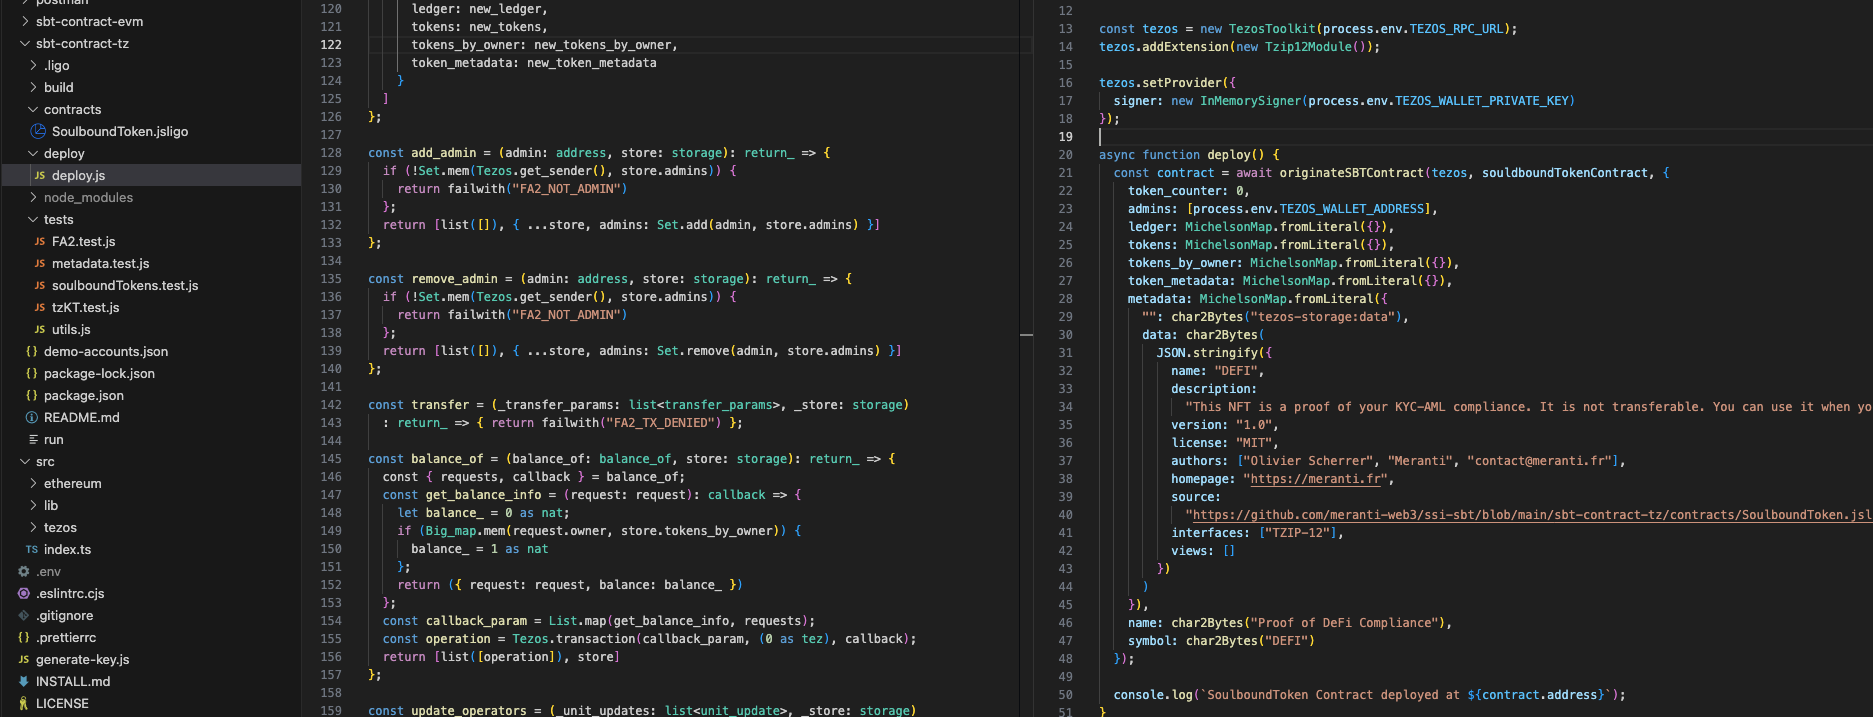 postman
sbt-contract-evm
sbt-contract-tz
.ligo
build
contracts
SoulboundToken.jsligo
deploy
JS deploy.js
node_modules
tests
JS FA2.test.js
JS metadata.test.js
JS soulboundTokens.test.js
JS tzKT.test.js
JS utils.js
{} demo-accounts.json
{} package-lock.json
{} package.json
README.md
run
src
ethereum
lib
tezos
TS index.ts
.env
.eslintrc.cjs
.gitignore
{} .prettierrc
JS generate-key.js
INSTALL.md
LICENSE
120 ledger: new_ledger,
121 tokens: new_tokens,
122 tokens_by_owner: new_tokens_by_owner,
123 token_metadata: new_token_metadata
124 }
125 ]
126 };
127
128 const add_admin = (admin: address, store: storage): return_ => {
129 if (!Set.mem(Tezos.get_sender(), store.admins)) {
130 return failwith("FA2_NOT_ADMIN")
131 };
132 return [list([]), { ...store, admins: Set.add(admin, store.admins) }]
133 };
134
135 const remove_admin = (admin: address, store: storage): return_ => {
136 if (!Set.mem(Tezos.get_sender(), store.admins)) {
137 return failwith("FA2_NOT_ADMIN")
138 };
139 return [list([]), { ...store, admins: Set.remove(admin, store.admins) }]
140 };
141
142 const transfer = (_transfer_params: list<transfer_params>, _store: storage)
143 : return_ => { return failwith("FA2_TX_DENIED") };
144
145 const balance_of = (balance_of: balance_of, store: storage): return_ => {
146 const { requests, callback } = balance_of;
147 const get_balance_info = (request: request): callback => {
148 let balance_ = 0 as nat;
149 if (Big_map.mem(request.owner, store.tokens_by_owner)) {
150 balance_ = 1 as nat
151 };
152 return ({ request: request, balance: balance_ })
153 };
154 const callback_param = List.map(get_balance_info, requests);
155 const operation = Tezos.transaction(callback_param, (0 as tez), callback);
156 return [list([operation]), store]
157 };
158
159 const update_operators = (_unit_updates: list<unit_update>, _store: storage)
12
13 const tezos = new TezosToolkit(process.env.TEZOS_RPC_URL);
14 tezos.addExtension(new Tzip12Module());
15
16 tezos.setProvider({
17 signer: new InMemorySigner(process.env.TEZOS_WALLET_PRIVATE_KEY)
18 });
19
20 async function deploy() {
21 const contract = await originateSBTContract(tezos, souldboundTokenContract, {
22 token_counter: 0,
23 admins: [process.env.TEZOS_WALLET_ADDRESS],
24 ledger: MichelsonMap.fromLiteral({}),
25 tokens: MichelsonMap.fromLiteral({}),
26 tokens_by_owner: MichelsonMap.fromLiteral({}),
27 token_metadata: MichelsonMap.fromLiteral({}),
28 metadata: MichelsonMap.fromLiteral({
29 "": char2Bytes("tezos-storage:data"),
30 data: char2Bytes(
31 JSON.stringify({
32 name: "DEFI",
33 description:
34 "This NFT is a proof of your KYC-AML compliance. It is not transferable. You can use it when yo
35 version: "1.0",
36 license: "MIT",
37 authors: ["Olivier Scherrer", "Meranti", "contact@meranti.fr"],
38 homepage: "https://meranti.fr",
39 source:
40 "https://github.com/meranti-web3/ssi-sbt/blob/main/sbt-contract-tz/contracts/SoulboundToken.jsl
41 interfaces: ["TZIP-12"],
42 views: []
43 })
44 )
45 }),
46 name: char2Bytes("Proof of DeFi Compliance"),
47 symbol: char2Bytes("DEFI")
48 });
49
50 console.log(`SoulboundToken Contract deployed at ${contract.address}`);
51 }